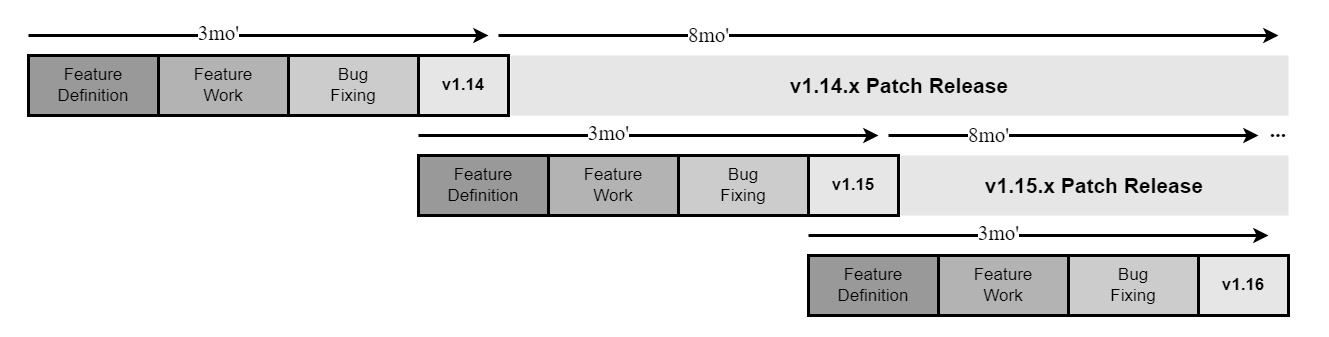 3mo'
8mo'
Feature
Definition
Feature
Work
Bug
Fixing
v1.14
v1.14.x Patch Release
3mo'
8mo'
...
Feature
Definition
Feature
Work
Bug
Fixing
v1.15
v1.15.x Patch Release
3mo'
Feature
Definition
Feature
Work
Bug
Fixing
v1.16